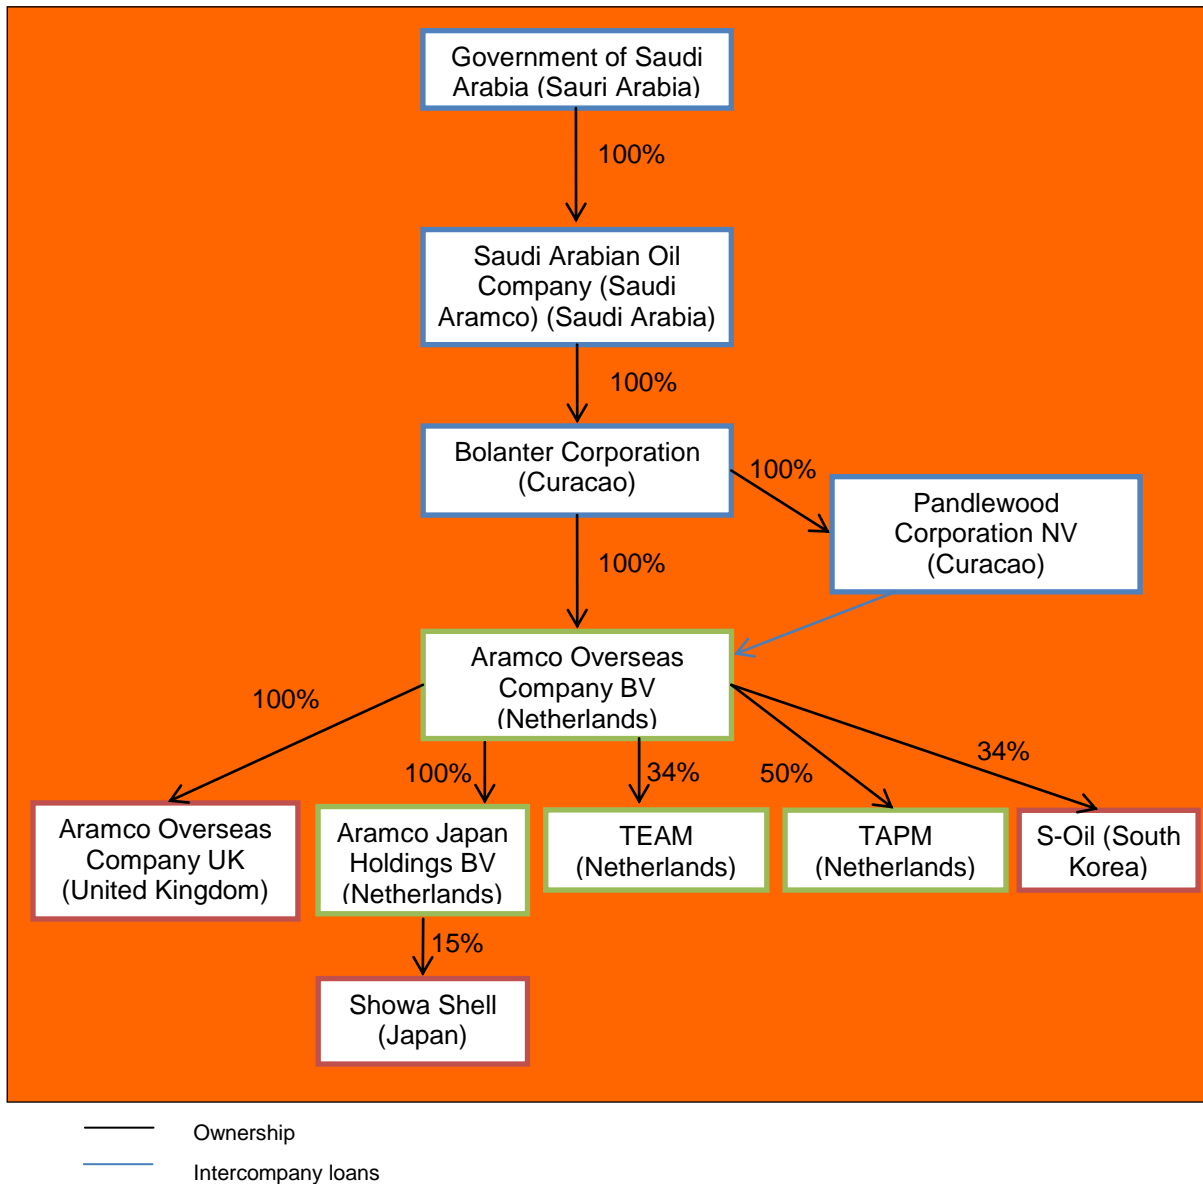 Government of Saudi
Arabia (Sauri Arabia)
100%
Saudi Arabian Oil
Company (Saudi
Aramco) (Saudi Arabia)
100%
Bolanter Corporation
(Curacao)
100%
Pandlewood
Corporation NV
(Curacao)
100%
Aramco Overseas
Company BV
(Netherlands)
100%
100%
34%
50%
34%
Aramco Overseas
Company UK
(United Kingdom)
Aramco Japan
Holdings BV
(Netherlands)
TEAM
(Netherlands)
TAPM
(Netherlands)
S-Oil (South
Korea)
15%
Showa Shell
(Japan)
Ownership
Intercompany loans